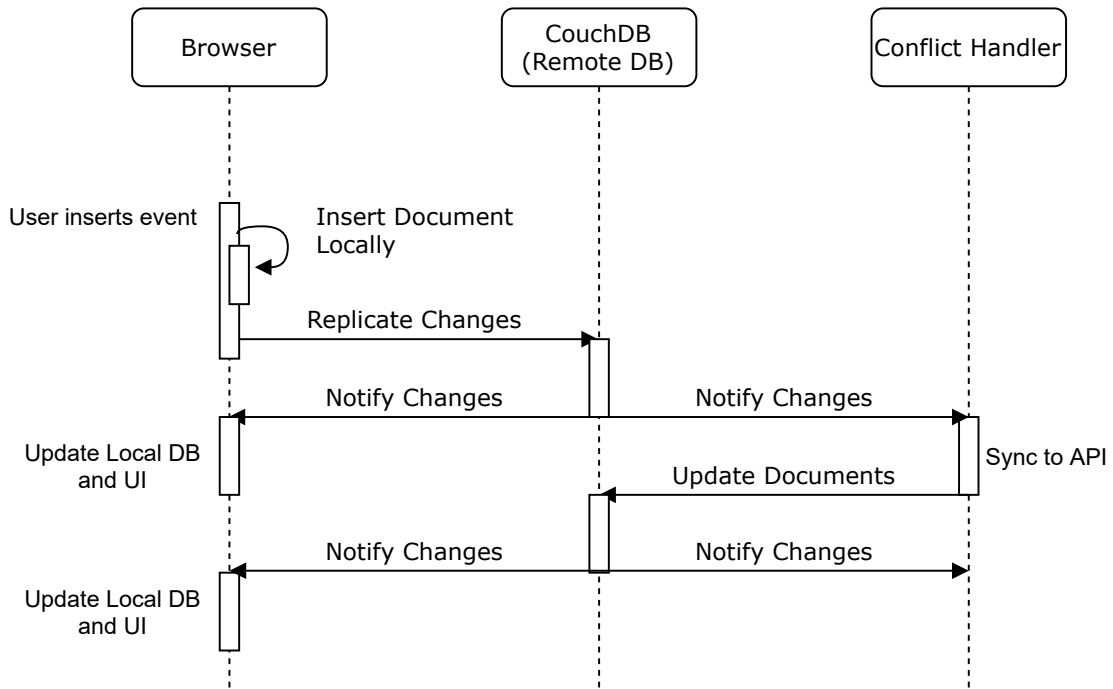 Browser
CouchDB
(Remote DB)
Conflict Handler
User inserts event
Insert Document
Locally
Replicate Changes
Notify Changes
Notify Changes
Update Local DB
and UI
Sync to API
Update Documents
Notify Changes
Notify Changes
Update Local DB
and UI